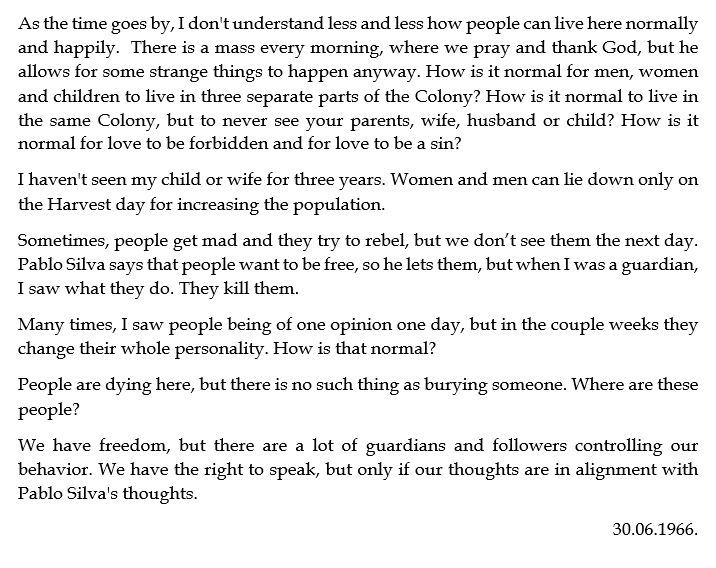 As the time goes by, I don't understand less and less how people can live here normally
and happily.  There is a mass every morning, where we pray and thank God, but he
allows for some strange things to happen anyway. How is it normal for men, women
and children to live in three separate parts of the Colony? How is it normal to live in
the same Colony, but to never see your parents, wife, husband or child? How is it
normal for love to be forbidden and for love to be a sin?
I haven't seen my child or wife for three years. Women and men can lie down only on
the Harvest day for increasing the population.
Sometimes, people get mad and they try to rebel, but we don’t see them the next day.
Pablo Silva says that people want to be free, so he lets them, but when I was a guardian,
I saw what they do. They kill them.
Many times, I saw people being of one opinion one day, but in the couple weeks they
change their whole personality. How is that normal?
People are dying here, but there is no such thing as burying someone. Where are these
people?
We have freedom, but there are a lot of guardians and followers controlling our
behavior. We have the right to speak, but only if our thoughts are in alignment with
Pablo Silva's thoughts.
30.06.1966.